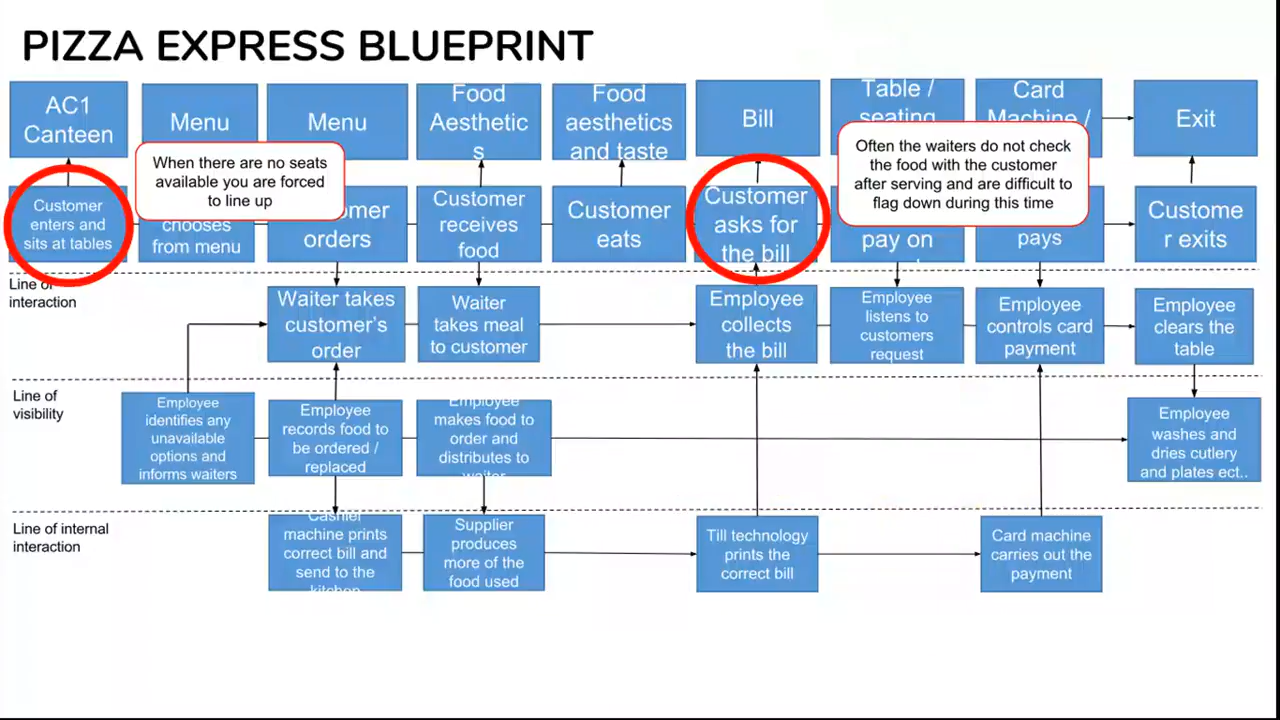 PIZZA EXPRESS BLUEPRINT
AC1
Canteen
Menu
Menu
Food
Aesthetic
s
Food
aesthetics
and taste
Bill
Table /
seating
Card
Machine /
Exit
When there are no seats
available you are forced
to line up
Often the waiters do not check
the food with the customer
after serving and are difficult to
flag down during this time
Customer
enters and
sits at tables
chooses
from menu
orders
Customer
receives
food
Customer
eats
Customer
asks for
the bill
pay on
pays
Custome
r exits
Line of
interaction
Waiter takes
customer's
order
Waiter
takes meal
to customer
Employee
collects
the bill
Employee
listens to
customers
request
Employee
controls card
payment
Employee
clears the
table
Line of
visibility
Employee
identifies any
unavailable
options and
informs waiters
Employee
records food to
be ordered /
replaced
Employee
makes food to
order and
distributes to
waiter
Employee
washes and
dries cutlery
and plates ect..
Line of internal
interaction
Cashier
machine prints
correct bill and
send to the
kitchen
Supplier
produces
more of the
food used
Till technology
prints the
correct bill
Card machine
carries out the
payment